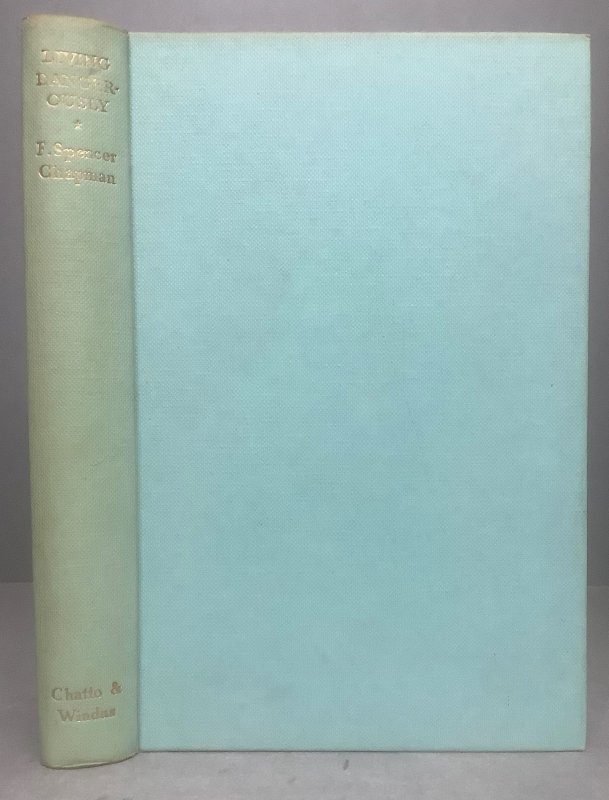 LIVING
DANGER-
OUSLY
*
F. Spencer
Chapman
Chatto &
Windus